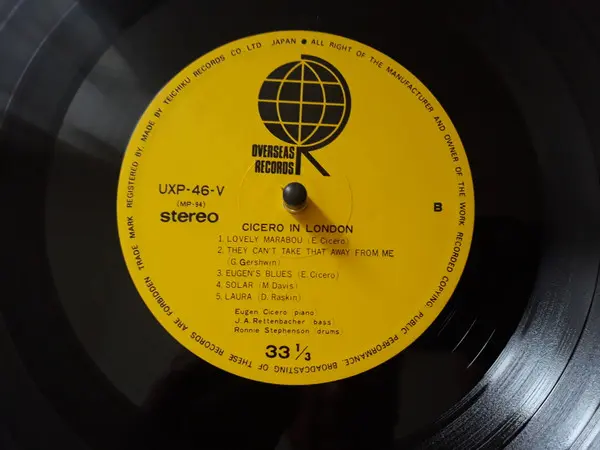 TRADE MARK REGISTERED BY, MADE BY TEICHIKU RECORDS CO LTD. JAPAN ● ALL RIGHT OF THE MANUFACTURER AND OWNER OF THE WORK RECORDED COPYING, PUBLIC PERFORMANCE, BROADCASTING OF THESE RECORDS ARE FORBIDDEN
R
OVERSEAS
RECORDS
UXP-46-V
(MP-94)
stereo
B
CICERO IN LONDON
1. LOVELY MARABOU (E.Cicero)
2. THEY CAN'T TAKE THAT AWAY FROM ME
(G.Gershwin)
3. EUGEN'S BLUES (E.Cicero)
4. SOLAR (M.Davis)
5. LAURA (D.Raskin)
Eugen Cicero piano
J.A.Rettenbacher bass
Ronnie Stephenson drums
33 1/3